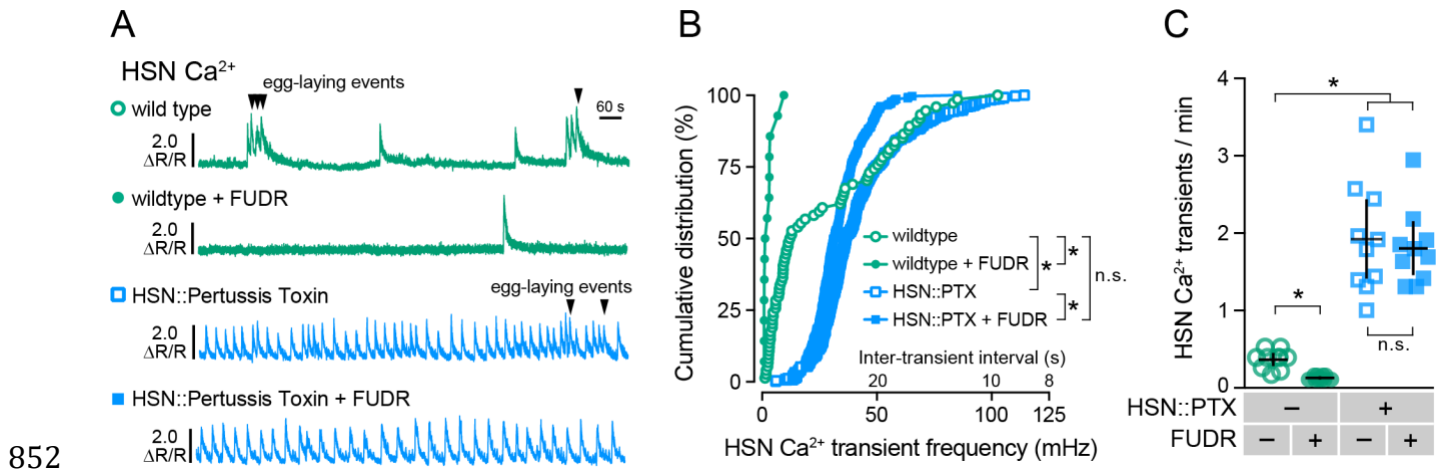 A
HSN Ca²⁺
egg-laying events
wild type
60 s
2.0
ΔR/R
wildtype + FUDR
2.0
ΔR/R
HSN::Pertussis Toxin
egg-laying events
2.0
ΔR/R
HSN::Pertussis Toxin + FUDR
2.0
ΔR/R
852
B
Cumulative distribution (%)
100
75
50
25
0
wildtype
wildtype + FUDR
HSN::PTX
HSN::PTX + FUDR
*
*
*
n.s.
Inter-transient interval (s)
20 10 8
0 50 100 125
HSN Ca²⁺ transient frequency (mHz)
C
HSN Ca²⁺ transients / min
4
3
2
1
0
*
*
n.s.
HSN::PTX − +
FUDR − + − +